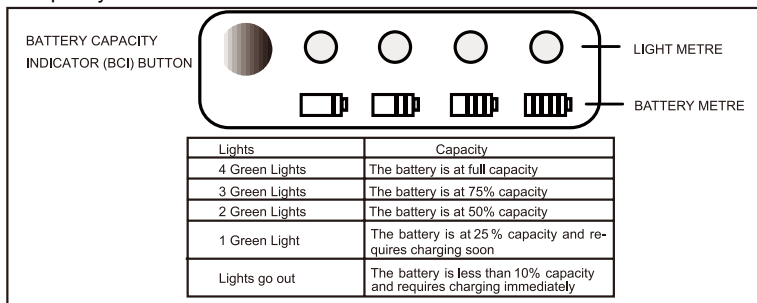 BATTERY CAPACITY
INDICATOR (BCI) BUTTON
LIGHT METRE
BATTERY METRE
Lights Capacity
4 Green Lights The battery is at full capacity
3 Green Lights The battery is at 75% capacity
2 Green Lights The battery is at 50% capacity
1 Green Light The battery is at 25% capacity and re-
quires charging soon
Lights go out The battery is less than 10% capacity
and requires charging immediately